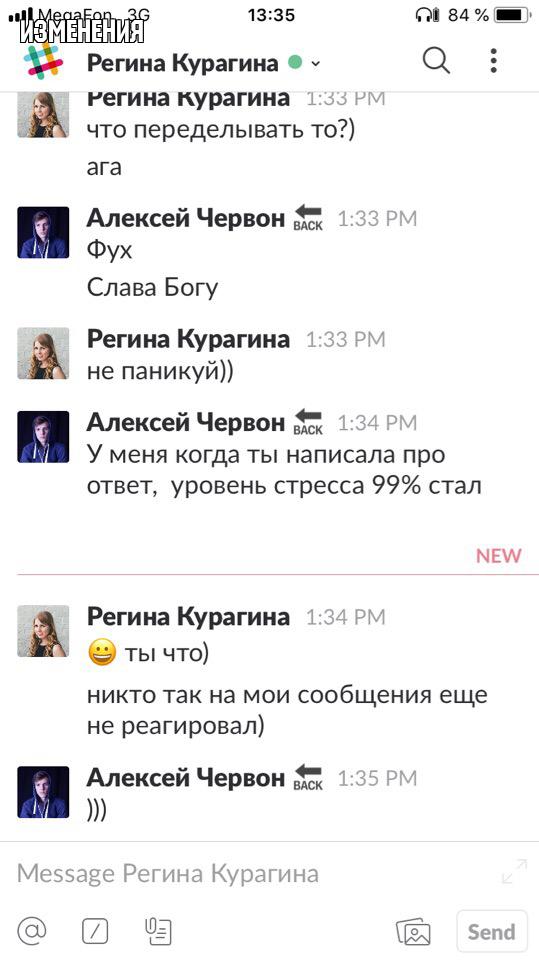 MegaFon 3G 13:35 84 %
ИЗМЕНЕНИЯ
Регина Курагина
Регина Курагина 1:33 PM
что переделывать то?)
ага
Алексей Червон BACK 1:33 PM
Фух
Слава Богу
Регина Курагина 1:33 PM
не паникуй))
Алексей Червон BACK 1:34 PM
У меня когда ты написала про
ответ, уровень стресса 99% стал
NEW
Регина Курагина 1:34 PM
😀 ты что)
никто так на мои сообщения еще
не реагировал)
Алексей Червон BACK 1:35 PM
)))
Message Регина Курагина
@
Send